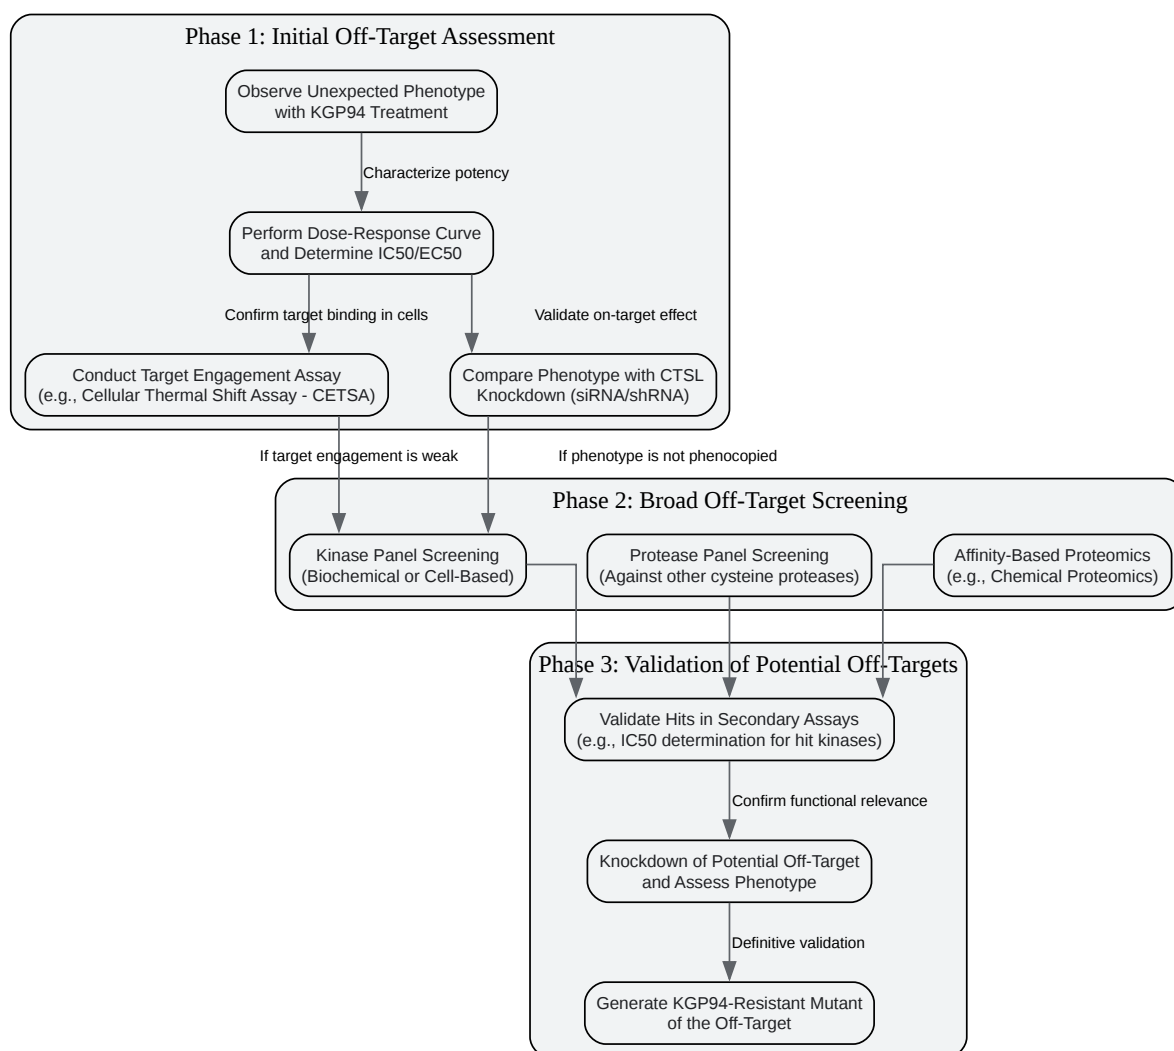 Phase 1: Initial Off-Target Assessment
Observe Unexpected Phenotype
with KGP94 Treatment
Characterize potency
Perform Dose-Response Curve
and Determine IC50/EC50
Confirm target binding in cells
Validate on-target effect
Conduct Target Engagement Assay
(e.g., Cellular Thermal Shift Assay - CETSA)
Compare Phenotype with CTSL
Knockdown (siRNA/shRNA)
If target engagement is weak
If phenotype is not phenocopied
Phase 2: Broad Off-Target Screening
Kinase Panel Screening
(Biochemical or Cell-Based)
Protease Panel Screening
(Against other cysteine proteases)
Affinity-Based Proteomics
(e.g., Chemical Proteomics)
Phase 3: Validation of Potential Off-Targets
Validate Hits in Secondary Assays
(e.g., IC50 determination for hit kinases)
Confirm functional relevance
Knockdown of Potential Off-Target
and Assess Phenotype
Definitive validation
Generate KGP94-Resistant Mutant
of the Off-Target